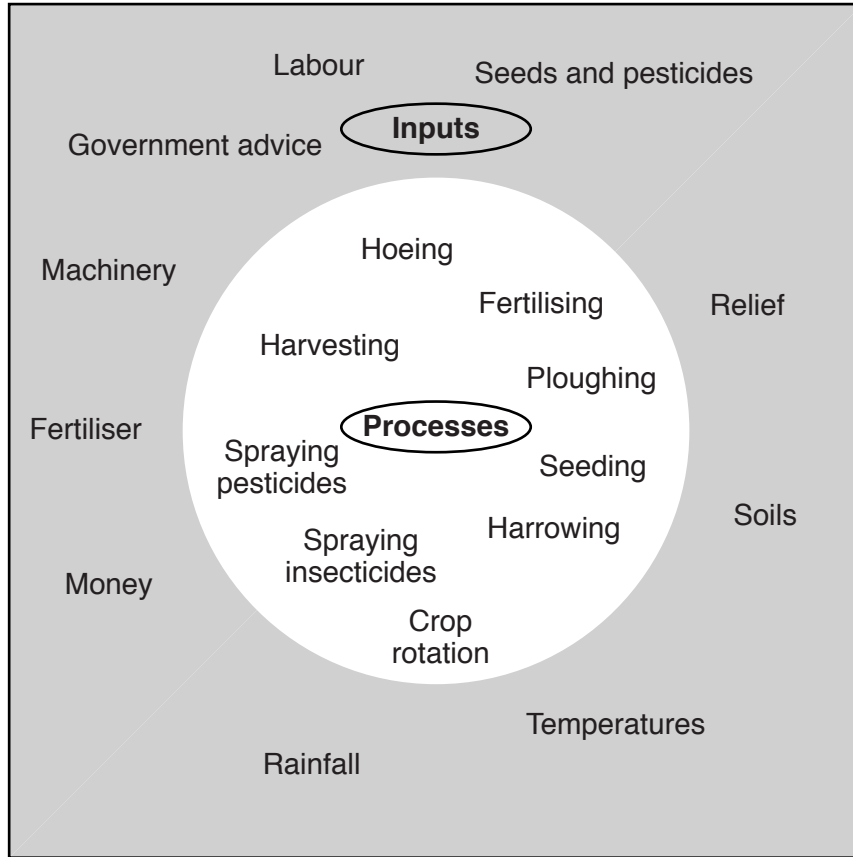 Labour
Seeds and pesticides
Inputs
Government advice
Hoeing
Machinery
Fertilising
Relief
Harvesting
Ploughing
Processes
Fertiliser
Spraying
pesticides
Seeding
Soils
Harrowing
Spraying
insecticides
Money
Crop
rotation
Temperatures
Rainfall